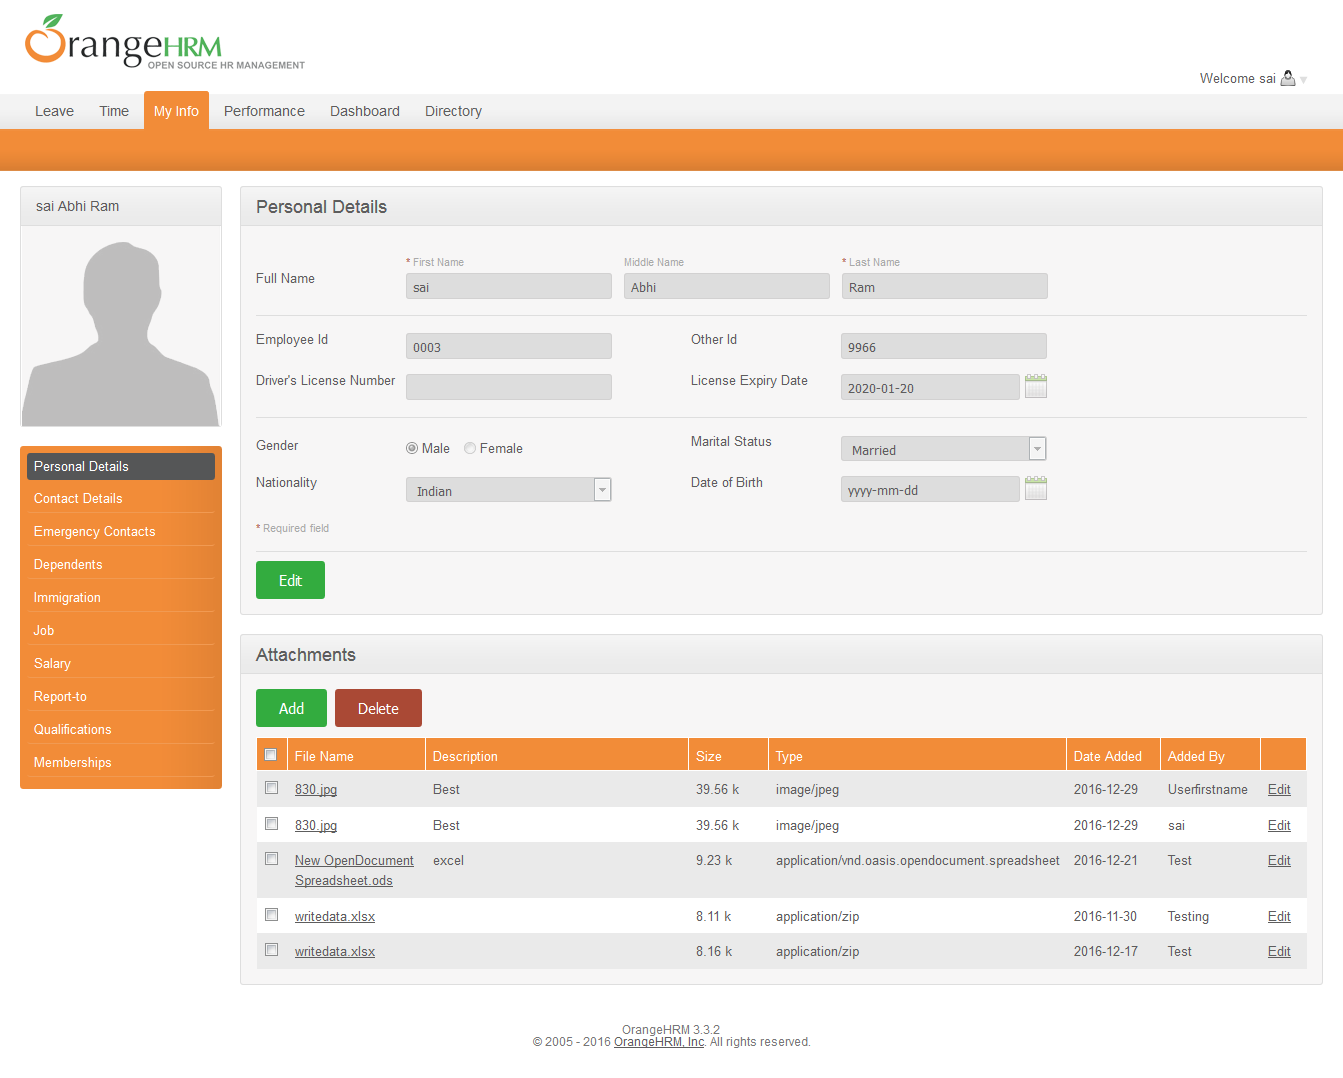 OrangeHRM
OPEN SOURCE HR MANAGEMENT
Welcome sai
Leave Time My Info Performance Dashboard Directory
sai Abhi Ram
Personal Details
Contact Details
Emergency Contacts
Dependents
Immigration
Job
Salary
Report-to
Qualifications
Memberships
Personal Details
* First Name Middle Name * Last Name
Full Name sai Abhi Ram
Employee Id 0003 Other Id 9966
Driver's License Number License Expiry Date 2020-01-20
Gender Male Female Marital Status Married
Nationality Indian Date of Birth yyyy-mm-dd
* Required field
Edit
Attachments
Add Delete
File Name Description Size Type Date Added Added By
830.jpg Best 39.56 k image/jpeg 2016-12-29 Userfirstname Edit
830.jpg Best 39.56 k image/jpeg 2016-12-29 sai Edit
New OpenDocument excel 9.23 k application/vnd.oasis.opendocument.spreadsheet 2016-12-21 Test Edit
Spreadsheet.ods
writedata.xlsx 8.11 k application/zip 2016-11-30 Testing Edit
writedata.xlsx 8.16 k application/zip 2016-12-17 Test Edit
OrangeHRM 3.3.2
© 2005 - 2016 OrangeHRM, Inc. All rights reserved.